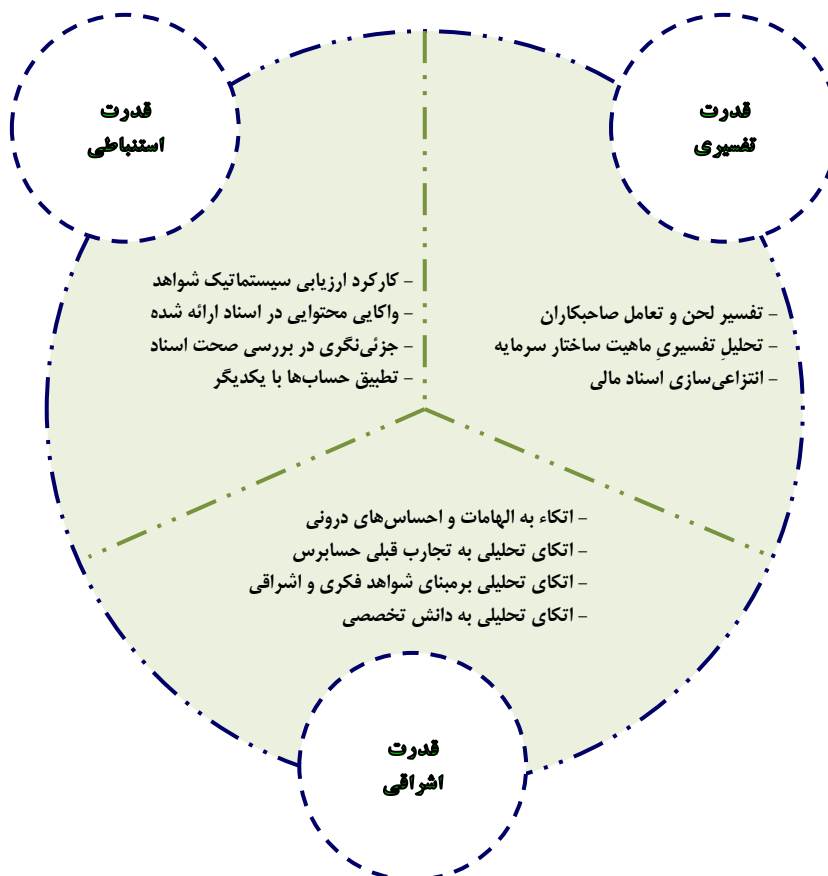 قدرت
تفسیری
قدرت
استنباطی
- تفسیر لحن و تعامل صاحبکاران
- تحلیلِ تفسیریِ ماهیت ساختار سرمایه
- انتزاعی‌سازی اسناد مالی
- کارکرد ارزیابی سیستماتیک شواهد
- واکایی محتوایی در اسناد ارائه شده
- جزئی‌نگری در بررسی صحت اسناد
- تطبیق حساب‌ها با یکدیگر
- اتکاء به الهامات و احساس‌های درونی
- اتکای تحلیلی به تجارب قبلی حسابرس
- اتکای تحلیلی برمبنای شواهد فکری و اشراقی
- اتکای تحلیلی به دانش تخصصی
قدرت
اشراقی